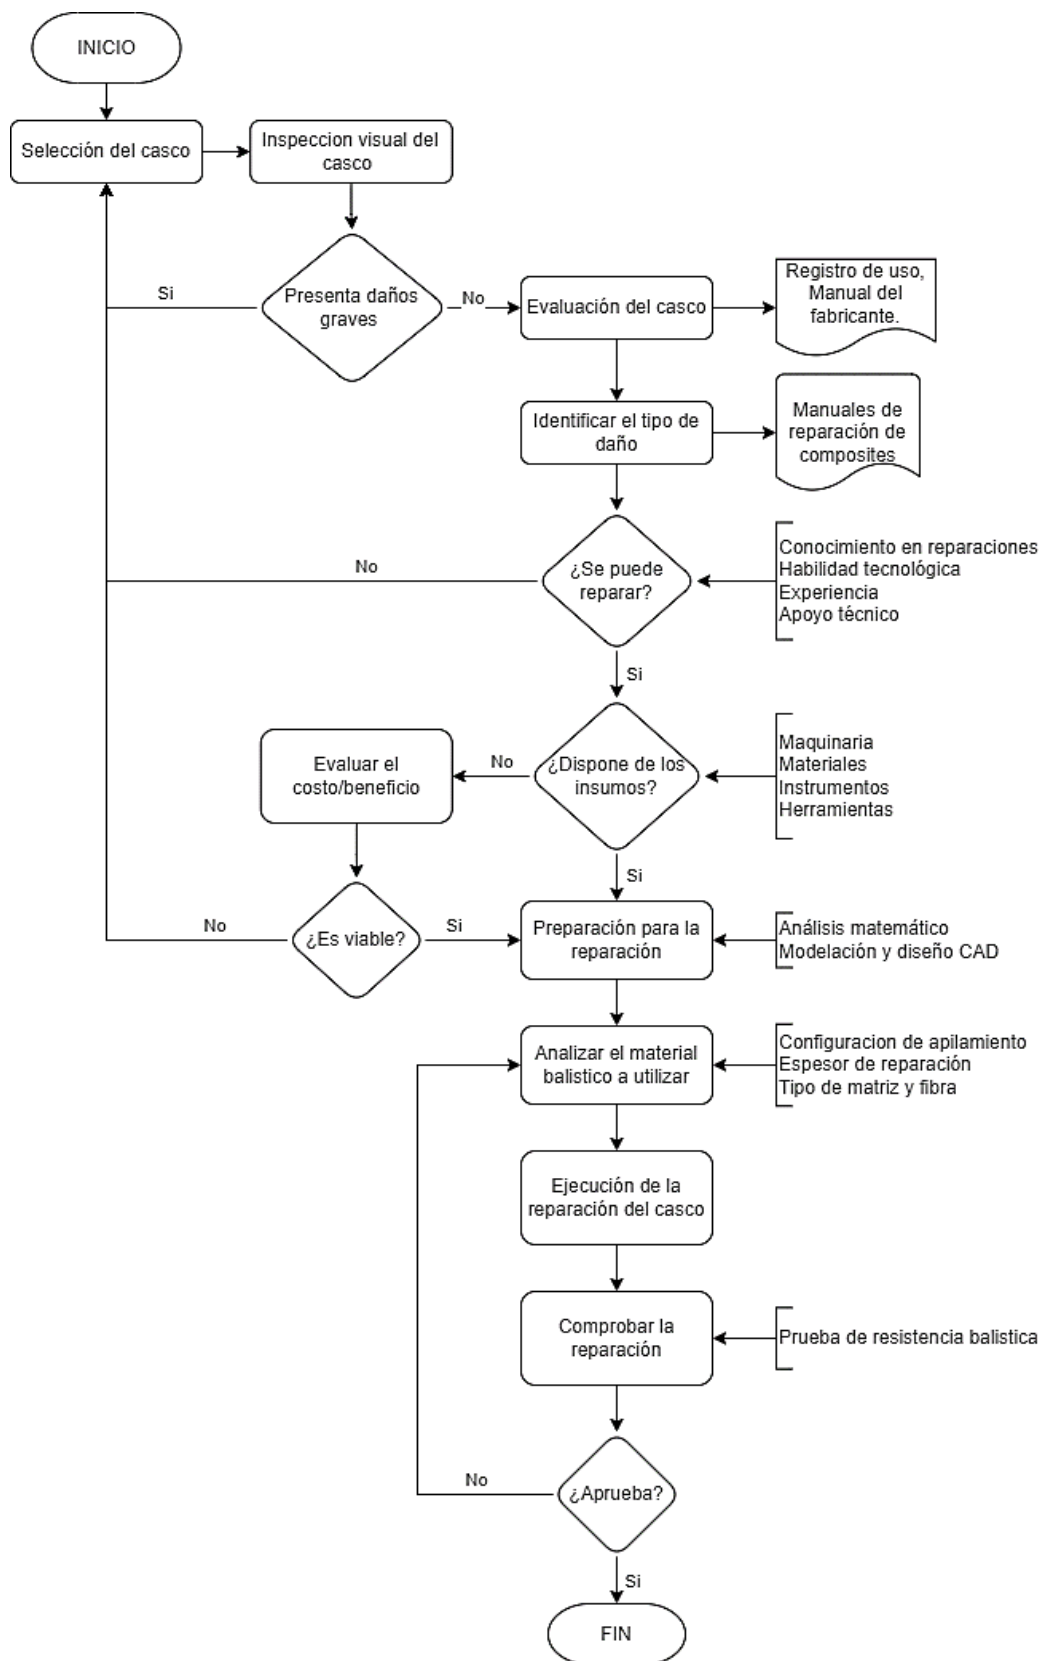 INICIO
Selección del casco
Inspeccion visual del
casco
Presenta daños
graves
Si
No
Evaluación del casco
Registro de uso,
Manual del
fabricante.
Identificar el tipo de
daño
Manuales de
reparación de
composites
¿Se puede
reparar?
No
Conocimiento en reparaciones
Habilidad tecnológica
Experiencia
Apoyo técnico
Si
¿Dispone de los
insumos?
No
Maquinaria
Materiales
Instrumentos
Herramientas
Evaluar el
costo/beneficio
Si
¿Es viable?
No
Si
Preparación para la
reparación
Análisis matemático
Modelación y diseño CAD
Analizar el material
balistico a utilizar
Configuracion de apilamiento
Espesor de reparación
Tipo de matriz y fibra
Ejecución de la
reparación del casco
Comprobar la
reparación
Prueba de resistencia balistica
¿Aprueba?
No
Si
FIN